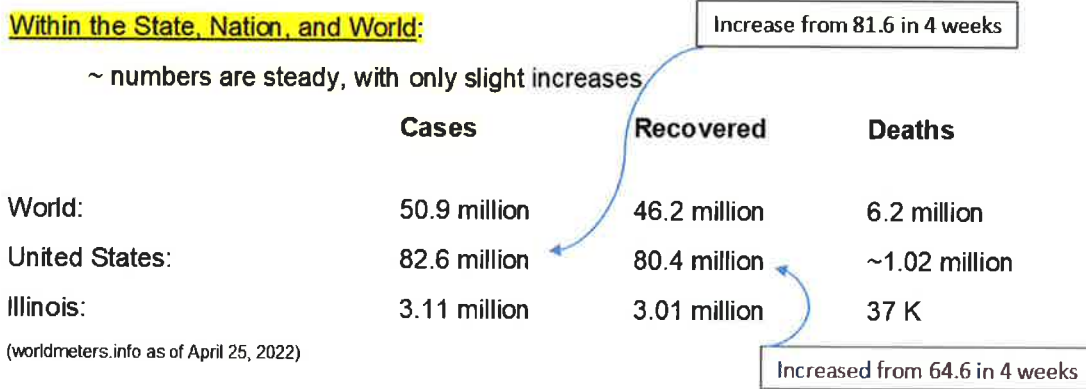 Within the State, Nation, and World:
Increase from 81.6 in 4 weeks
~ numbers are steady, with only slight increases
Cases Recovered Deaths
World: 50.9 million 46.2 million 6.2 million
United States: 82.6 million 80.4 million ~1.02 million
Illinois: 3.11 million 3.01 million 37 K
(worldmeters.info as of April 25, 2022)
Increased from 64.6 in 4 weeks